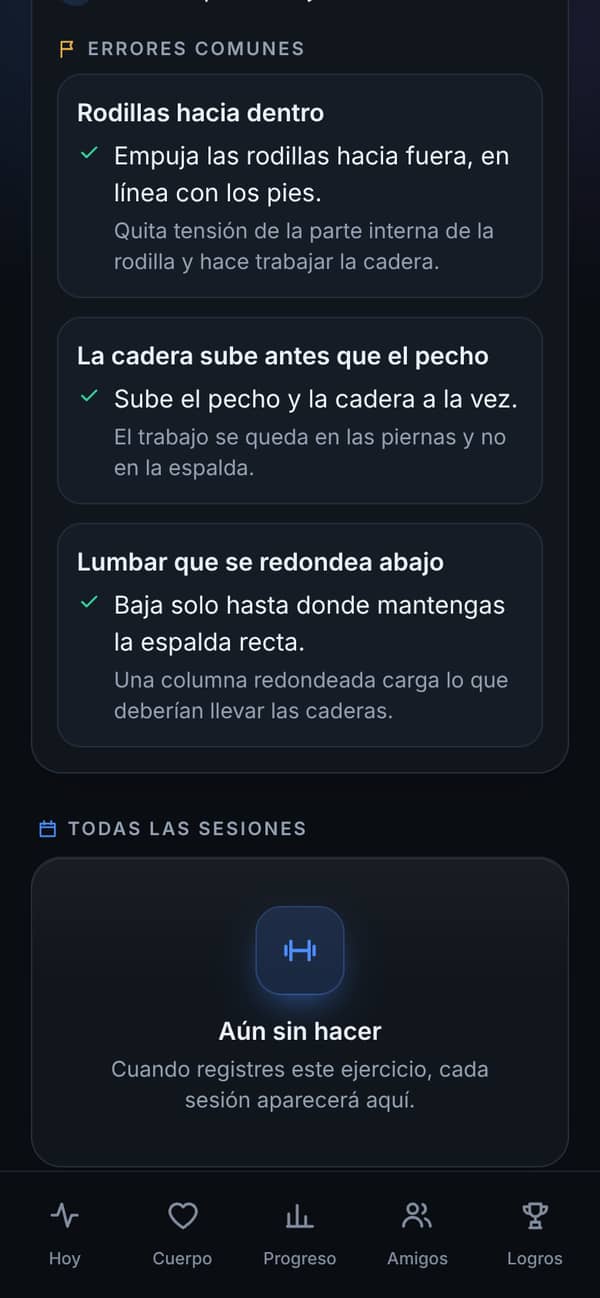 ERRORES COMUNES
Rodillas hacia dentro
Empuja las rodillas hacia fuera, en
línea con los pies.
Quita tensión de la parte interna de la
rodilla y hace trabajar la cadera.
La cadera sube antes que el pecho
Sube el pecho y la cadera a la vez.
El trabajo se queda en las piernas y no
en la espalda.
Lumbar que se redondea abajo
Baja solo hasta donde mantengas
la espalda recta.
Una columna redondeada carga lo que
deberían llevar las caderas.
TODAS LAS SESIONES
Aún sin hacer
Cuando registres este ejercicio, cada
sesión aparecerá aquí.
Hoy Cuerpo Progreso Amigos Logros